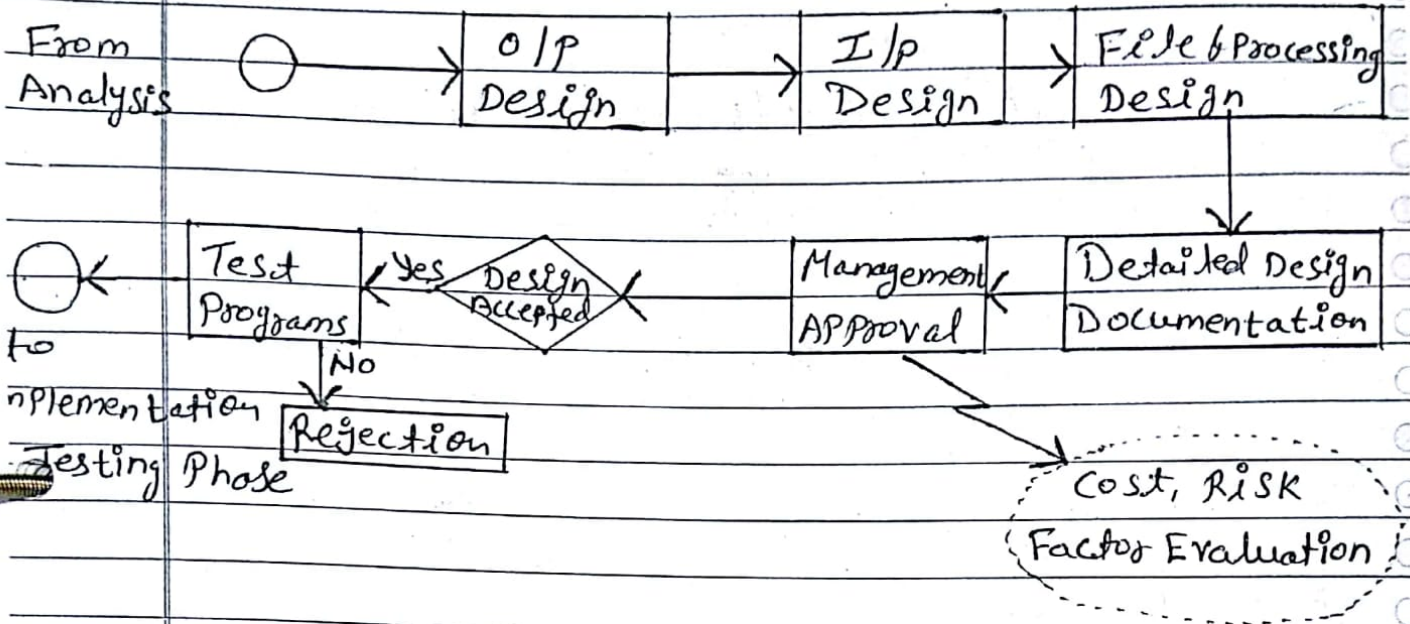 From
Analysis
O/P
Design
I/p
Design
File & Processing
Design
Test
Programs
Yes
Design
Accepted
Management
APProval
Detailed Design
Documentation
to
NO
nplementation
Rejection
Testing Phase
Cost, Risk
Factor Evaluation